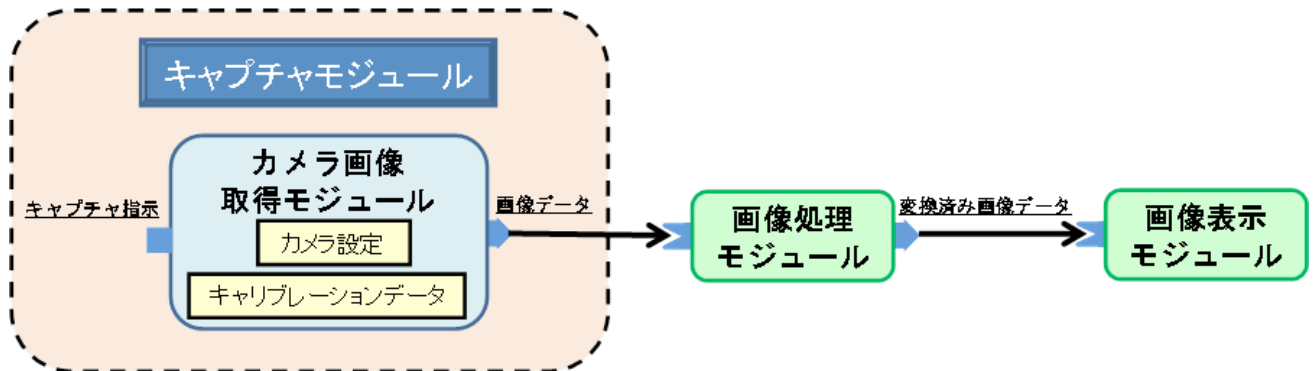 キャプチャモジュール
カメラ画像
取得モジュール
キャプチャ指示
画像データ
カメラ設定
キャリブレーションデータ
画像処理
モジュール
変換済み画像データ
画像表示
モジュール